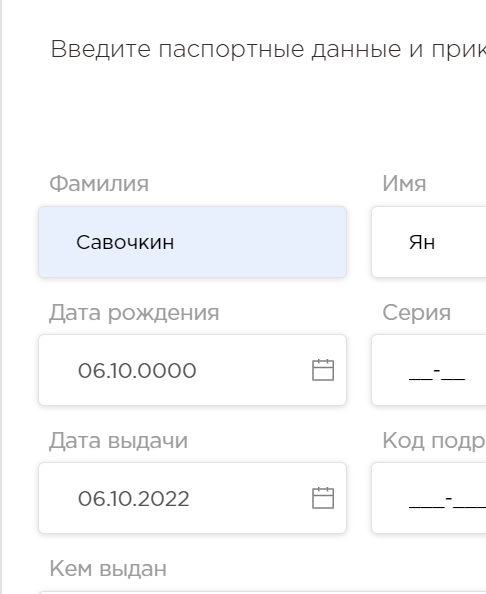 Введите паспортные данные и прик
Фамилия Имя
Савочкин Ян
Дата рождения Серия
06.10.0000 __-__
Дата выдачи Код подр
06.10.2022 ___-___
Кем выдан